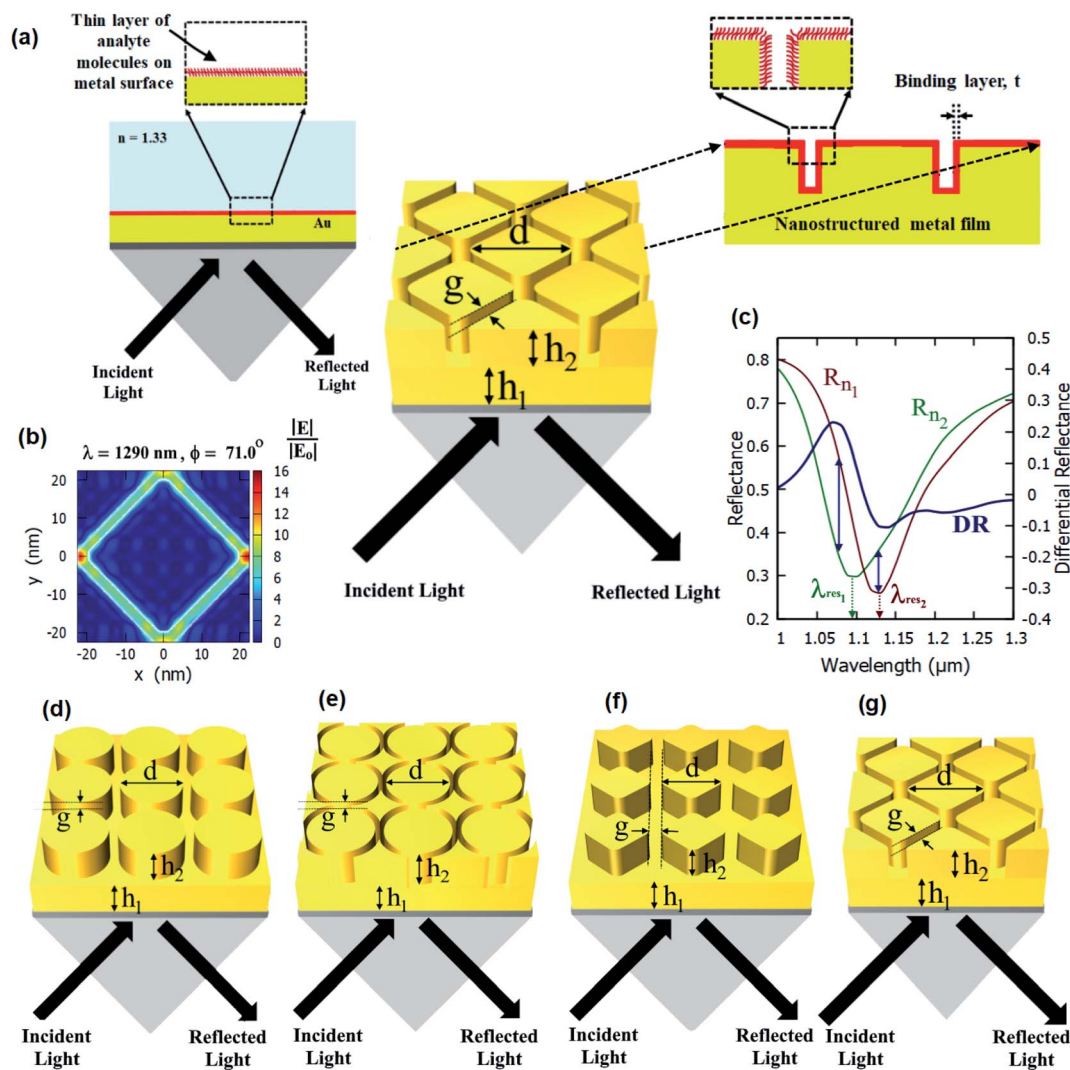 (a)
Thin layer of
analyte
molecules on
metal surface
n = 1.33
Au
Incident
Light
Reflected
Light
d
g
h2
h1
Incident Light
Reflected Light
Binding layer, t
Nanostructured metal film
(b)
λ = 1290 nm , ϕ = 71.0°
|E|
|Eo|
16
14
12
10
8
6
4
2
0
y (nm)
20
10
0
-10
-20
-20 -10 0 10 20
x (nm)
(c)
Reflectance
0.8
0.7
0.6
0.5
0.4
0.3
0.2
Rn1
Rn2
DR
λres1
λres2
0.5
0.4
0.3
0.2
0.1
0
-0.1
-0.2
-0.3
-0.4
Differential Reflectance
1 1.05 1.1 1.15 1.2 1.25 1.3
Wavelength (µm)
(d)
d
g
h2
h1
Incident
Light
Reflected
Light
(e)
d
g
h2
h1
Incident
Light
Reflected
Light
(f)
d
g
h2
h1
Incident
Light
Reflected
Light
(g)
d
g
h2
h1
Incident
Light
Reflected
Light